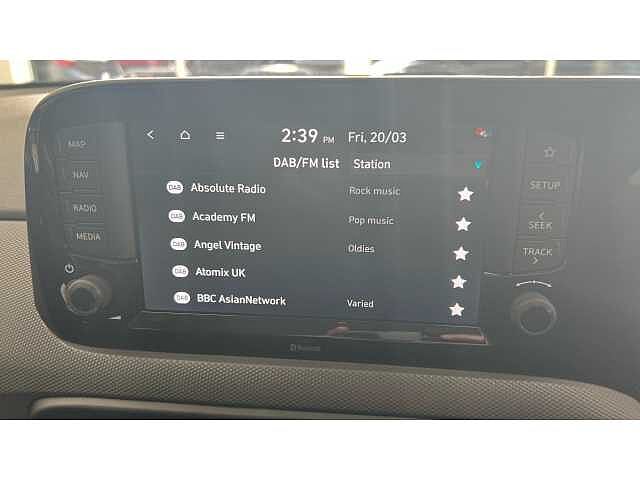 MAP
NAV
RADIO
MEDIA
2:39 PM Fri, 20/03
DAB/FM list Station
DAB Absolute Radio Rock music
DAB Academy FM Pop music
DAB Angel Vintage Oldies
DAB Atomix UK
DAB BBC AsianNetwork Varied
SETUP
SEEK
TRACK